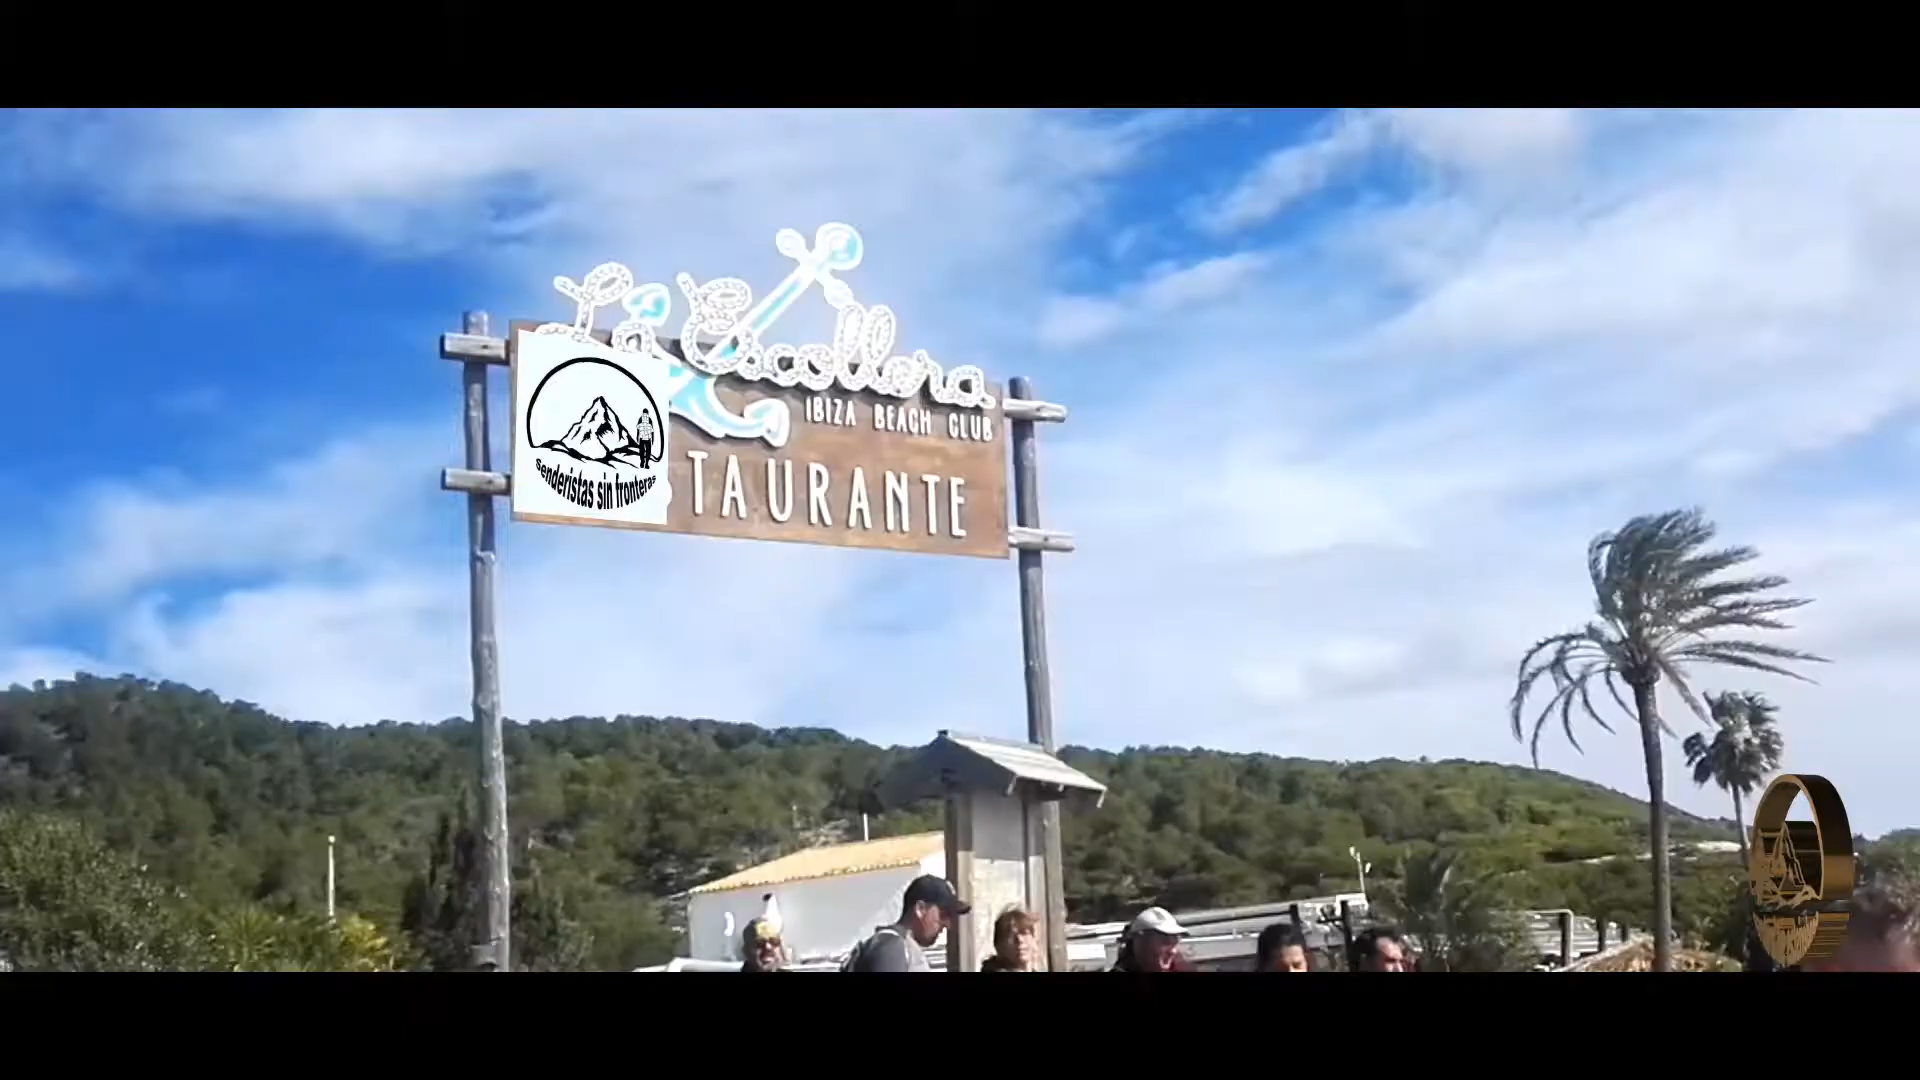 La Escollera
IBIZA BEACH CLUB
TAURANTE
senderistas sin fronteras